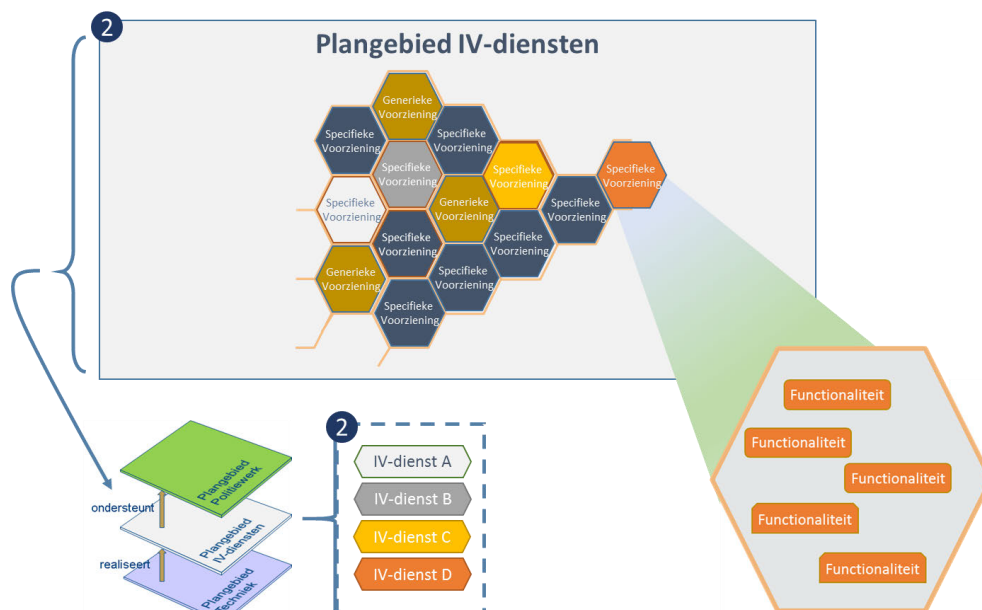 2
Plangebied IV-diensten
Generieke
Voorziening
Specifieke
Voorziening
Specifieke
Voorziening
Specifieke
Voorziening
Specifieke
Voorziening
Specifieke
Voorziening
Specifieke
Voorziening
Generieke
Voorziening
Specifieke
Voorziening
Specifieke
Voorziening
Specifieke
Voorziening
Generieke
Voorziening
Specifieke
Voorziening
Specifieke
Voorziening
Functionaliteit
Functionaliteit
Functionaliteit
Functionaliteit
Functionaliteit
Plangebied
Politiewerk
ondersteunt
Plangebied
IV-diensten
realiseert
Plangebied
Techniek
2
IV-dienst A
IV-dienst B
IV-dienst C
IV-dienst D